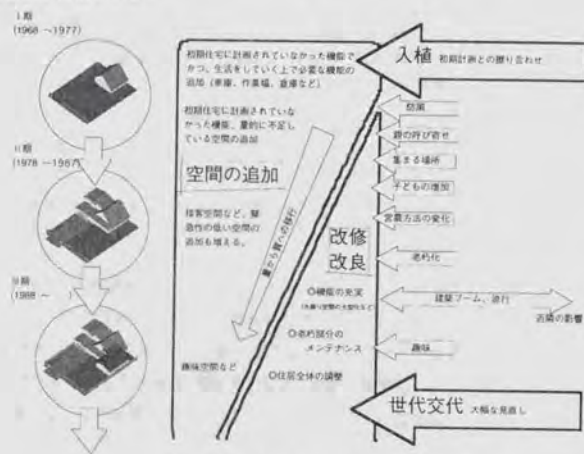 I 期
(1968 ～1977)
II 期
(1978 ～1987)
III 期
(1988 ～ )
初期住宅に計画されていなかった機能で
かつ、生活をしていく上で必要な機能の
追加（車庫、作業場、倉庫など）
初期住宅に計画されていな
かった機能、量的に不足し
ている空間の追加
空間の追加
接客空間など、緊
急性の低い空間の
追加も増える。
趣味空間など
量から質への移行
改修
改良
○機能の充実
○老朽部分の
メンテナンス
○住居全体の調整
入植 初期計画との擦り合わせ
防風
親の呼び寄せ
集まる場所
子どもの増加
営農方法の変化
老朽化
建築ブーム、流行
近隣の影響
趣味
世代交代 大幅な見直し